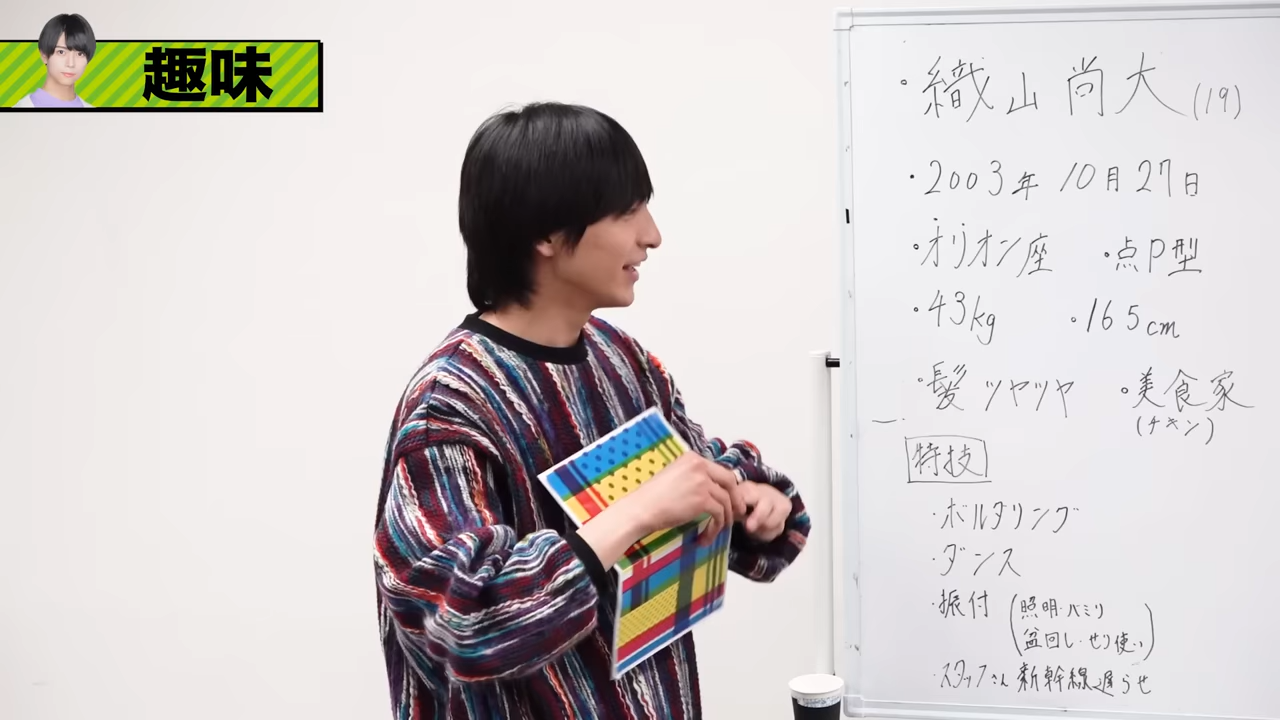 趣味
・織山尚大(19)
・2003年 10月27日
・オリオン座 ・点P型
・43kg ・165cm
・髪ツヤツヤ ・美食家
(チキン)
特技
・ボルダリング
・ダンス
・振付 (照明・バミリ
盆回し・せり使い)
・スタッフさん新幹線遅らせ